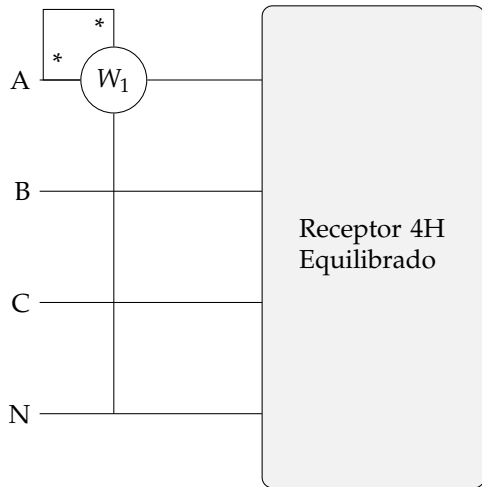 *
*
A
W₁
B
Receptor 4H
Equilibrado
C
N